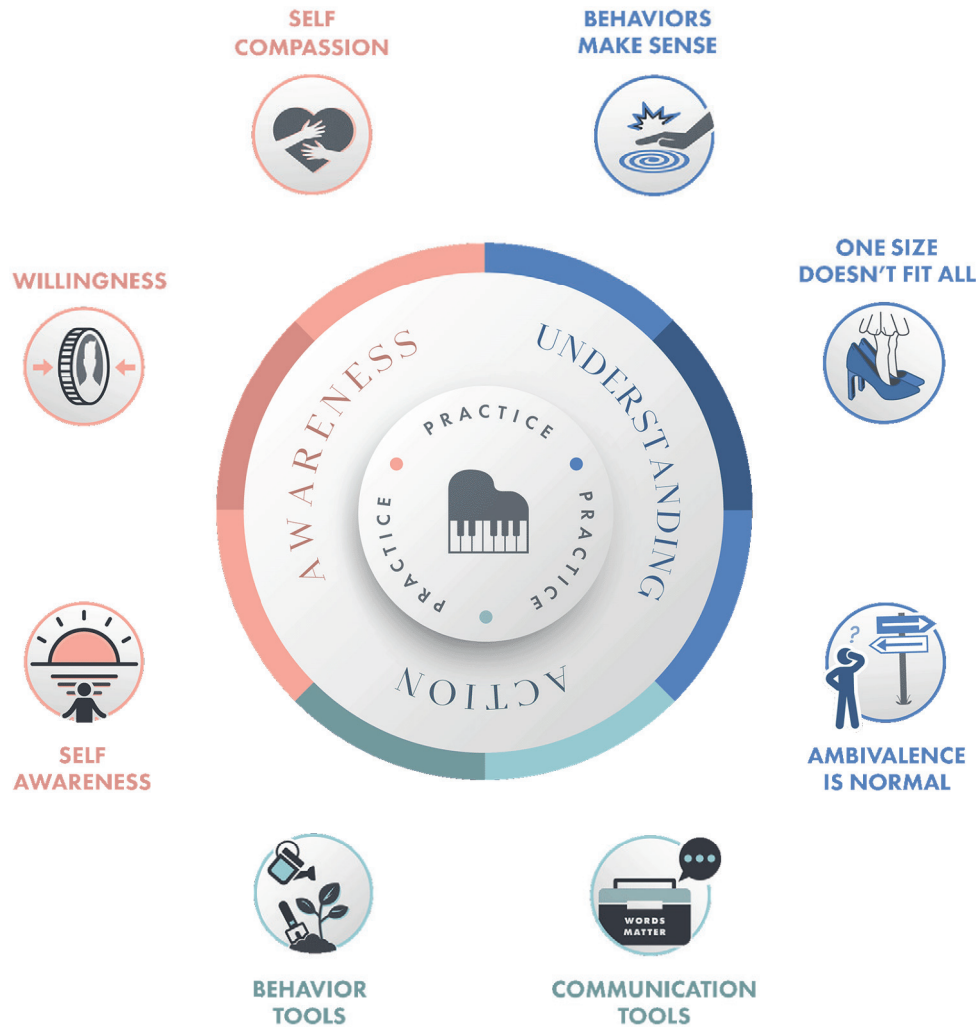 SELF
COMPASSION
BEHAVIORS
MAKE SENSE
WILLINGNESS
ONE SIZE
DOESN'T FIT ALL
AWARENESS
UNDERSTANDING
PRACTICE
PRACTICE
PRACTICE
ACTION
?
SELF
AWARENESS
AMBIVALENCE
IS NORMAL
WORDS
MATTER
BEHAVIOR
TOOLS
COMMUNICATION
TOOLS